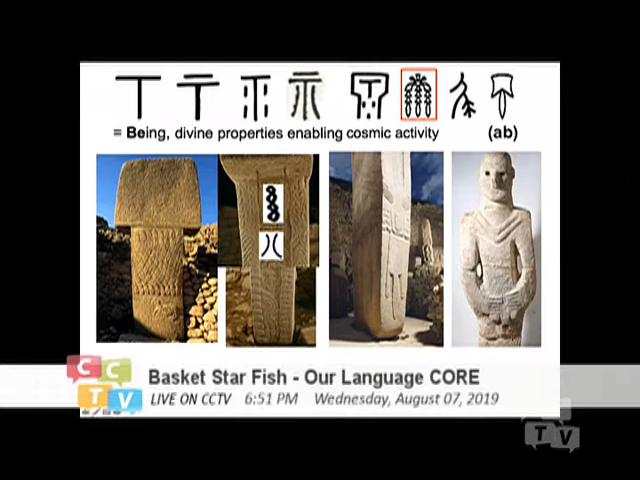 = Being, divine properties enabling cosmic activity (ab)
CCTV
Basket Star Fish - Our Language CORE
LIVE ON CCTV 6:51 PM Wednesday, August 07, 2019
TV